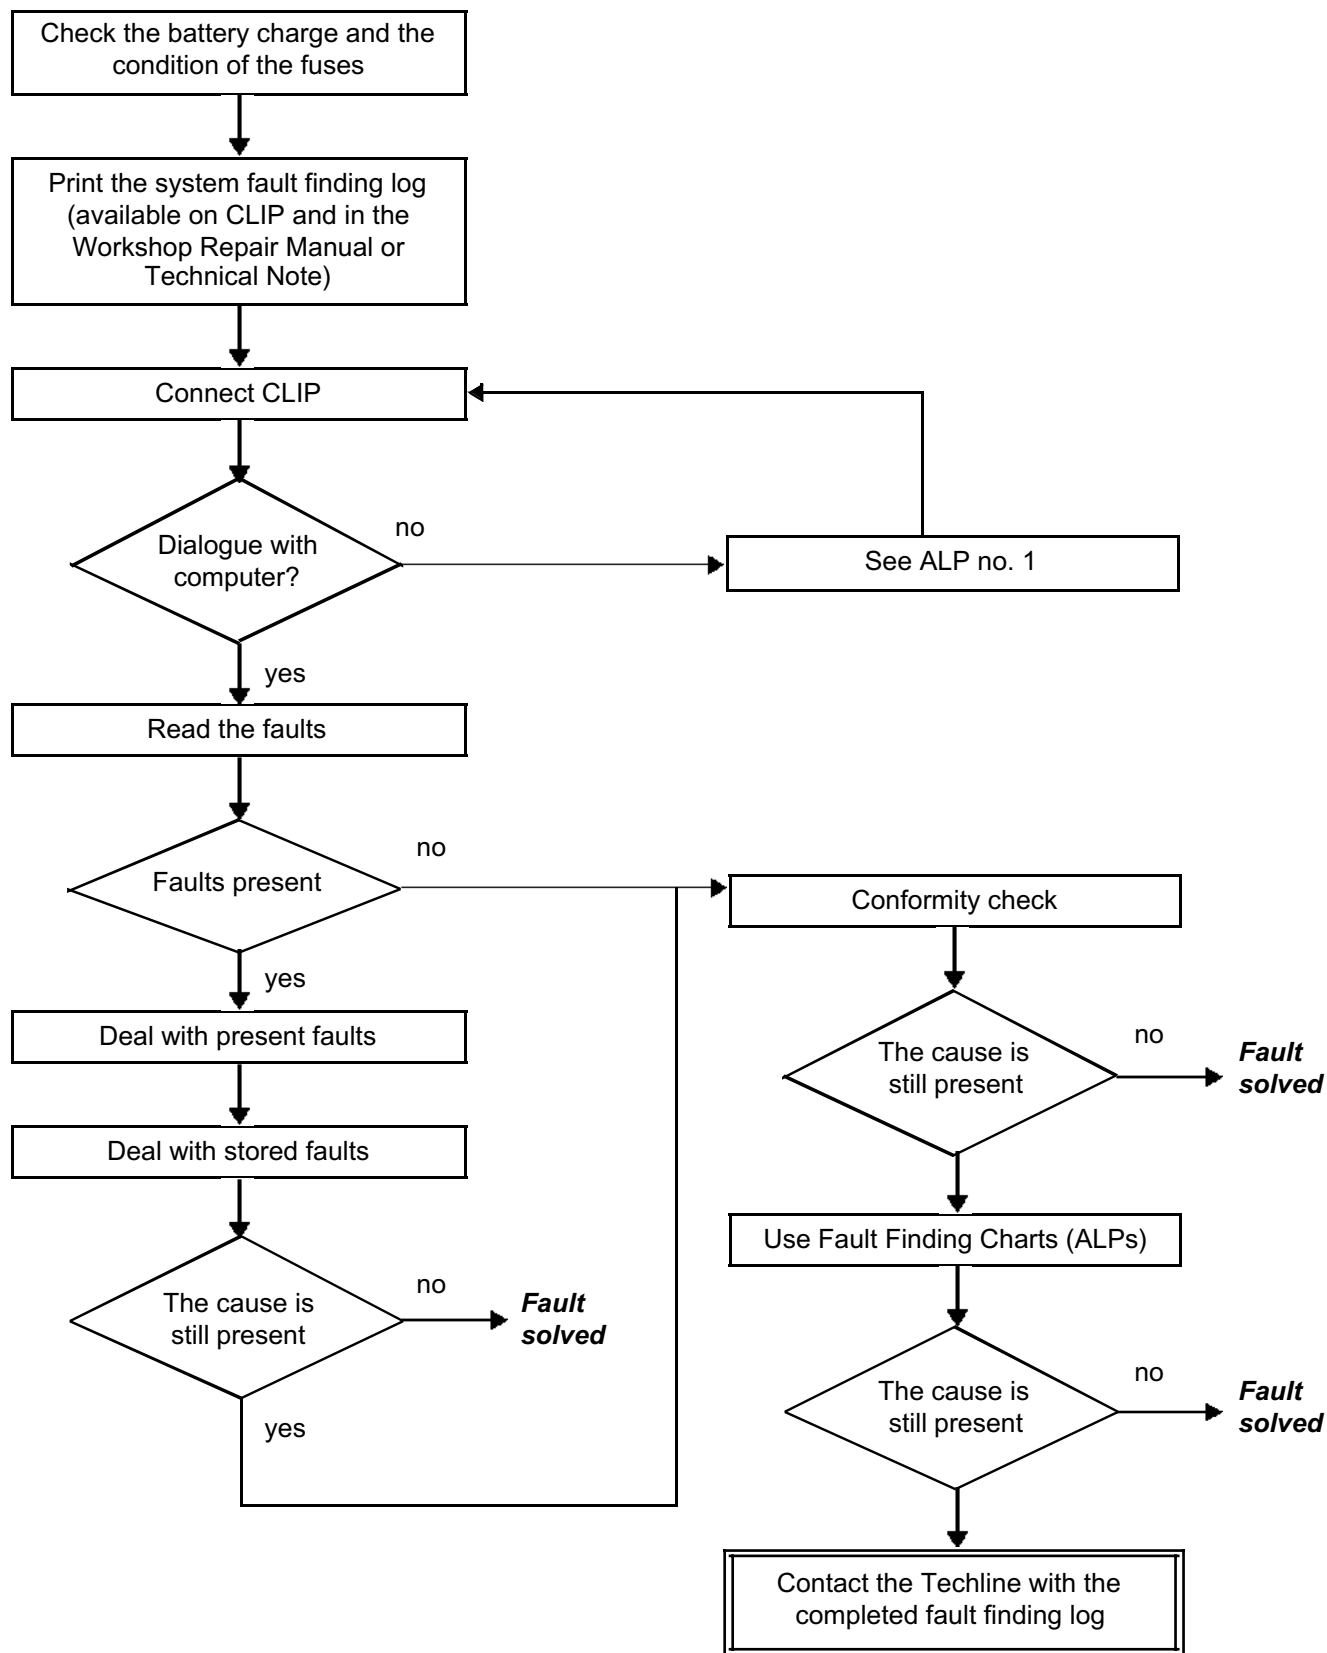 Check the battery charge and the
condition of the fuses
Print the system fault finding log
(available on CLIP and in the
Workshop Repair Manual or
Technical Note)
Connect CLIP
Dialogue with
computer?
no
See ALP no. 1
yes
Read the faults
Faults present
no
yes
Deal with present faults
Deal with stored faults
The cause is
still present
no
Fault
solved
yes
Conformity check
The cause is
still present
no
Fault
solved
Use Fault Finding Charts (ALPs)
The cause is
still present
no
Fault
solved
Contact the Techline with the
completed fault finding log